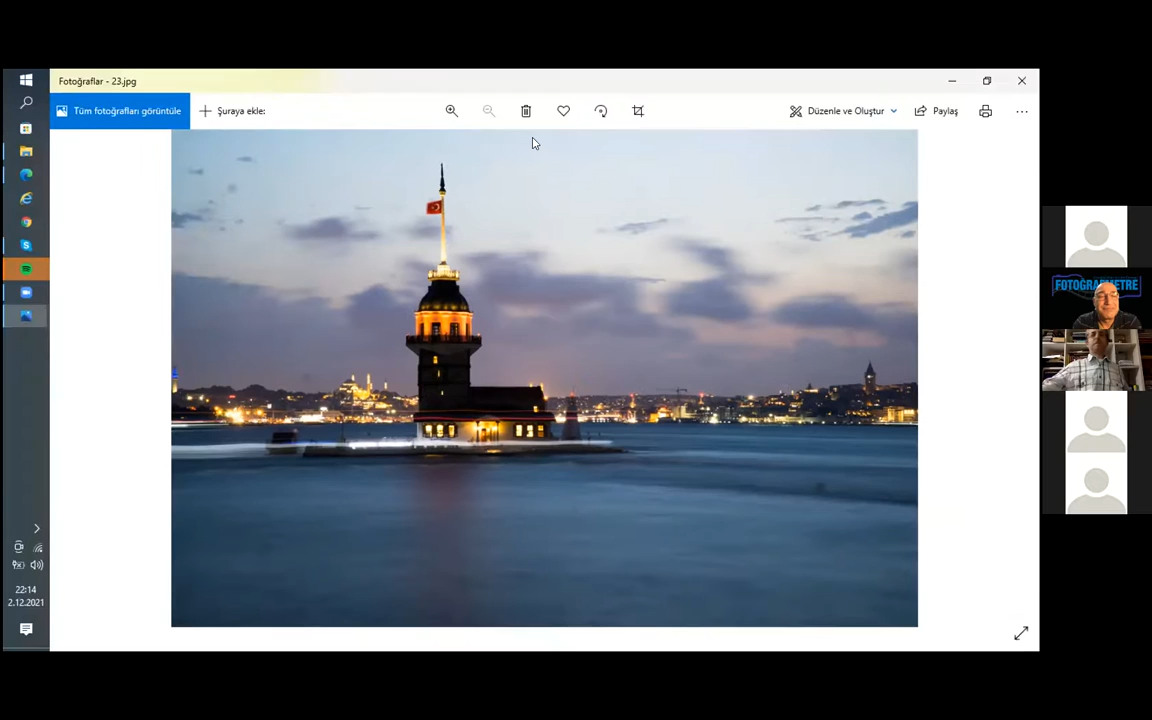 Fotoğraflar - 23.jpg
Tüm fotoğrafları görüntüle
Şuraya ekle:
Düzenle ve Oluştur
Paylaş
FOTOGRAFMETRE
22:14
2.12.2021